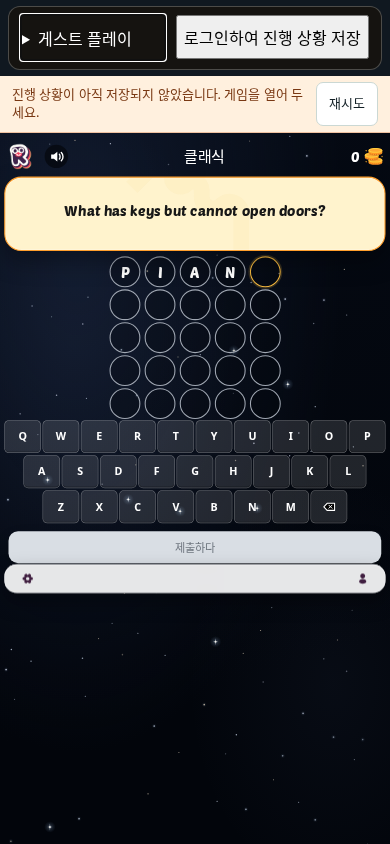 ▶ 게스트 플레이
로그인하여 진행 상황 저장
진행 상황이 아직 저장되지 않았습니다. 게임을 열어 두
세요.
재시도
클래식
0
What has keys but cannot open doors?
P I A N
Q W E R T Y U I O P
A S D F G H J K L
Z X C V B N M
제출하다